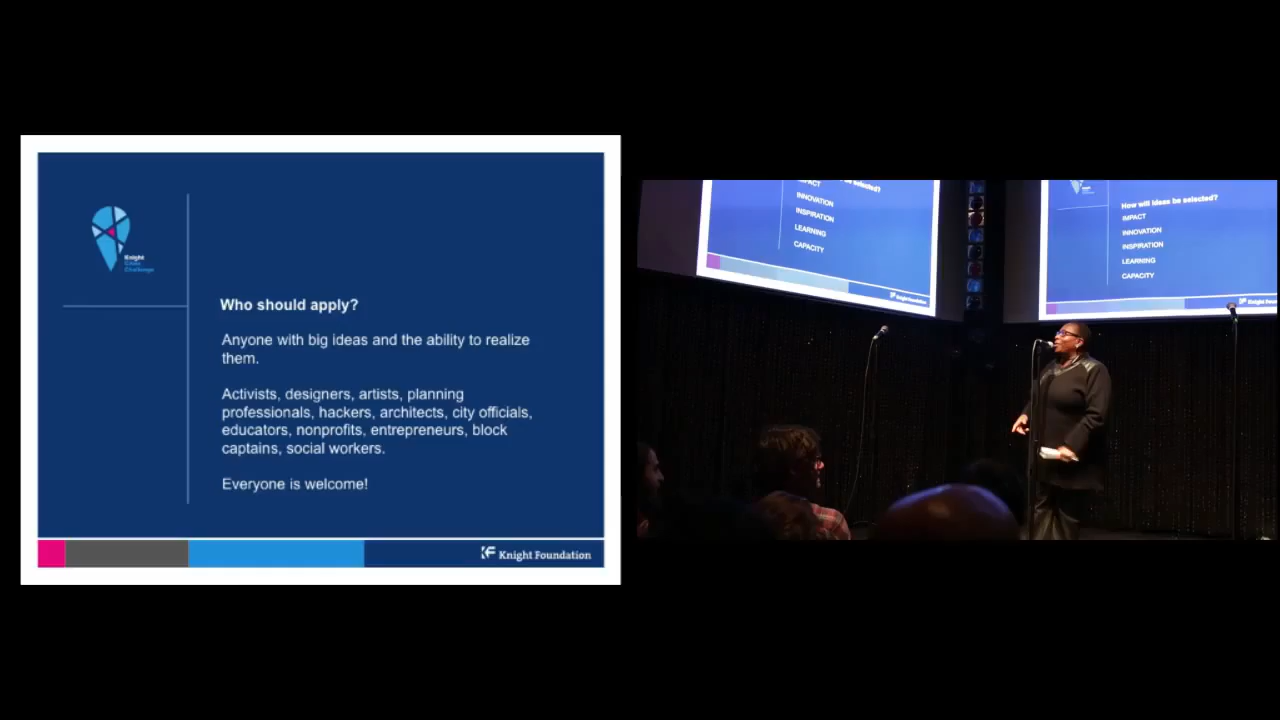 Knight
Cities
Challenge
Who should apply?
Anyone with big ideas and the ability to realize
them.
Activists, designers, artists, planning
professionals, hackers, architects, city officials,
educators, nonprofits, entrepreneurs, block
captains, social workers.
Everyone is welcome!
Knight Foundation
INNOVATION
INSPIRATION
LEARNING
CAPACITY
Knight Foundation
How will ideas be selected?
IMPACT
INNOVATION
INSPIRATION
LEARNING
CAPACITY